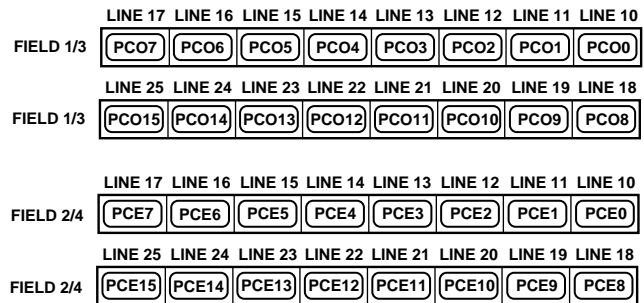 LINE 17 LINE 16 LINE 15 LINE 14 LINE 13 LINE 12 LINE 11 LINE 10
FIELD 1/3 PCO7 PCO6 PCO5 PCO4 PCO3 PCO2 PCO1 PCO0
LINE 25 LINE 24 LINE 23 LINE 22 LINE 21 LINE 20 LINE 19 LINE 18
FIELD 1/3 PCO15 PCO14 PCO13 PCO12 PCO11 PCO10 PCO9 PCO8
LINE 17 LINE 16 LINE 15 LINE 14 LINE 13 LINE 12 LINE 11 LINE 10
FIELD 2/4 PCE7 PCE6 PCE5 PCE4 PCE3 PCE2 PCE1 PCE0
LINE 25 LINE 24 LINE 23 LINE 22 LINE 21 LINE 20 LINE 19 LINE 18
FIELD 2/4 PCE15 PCE14 PCE13 PCE12 PCE11 PCE10 PCE9 PCE8